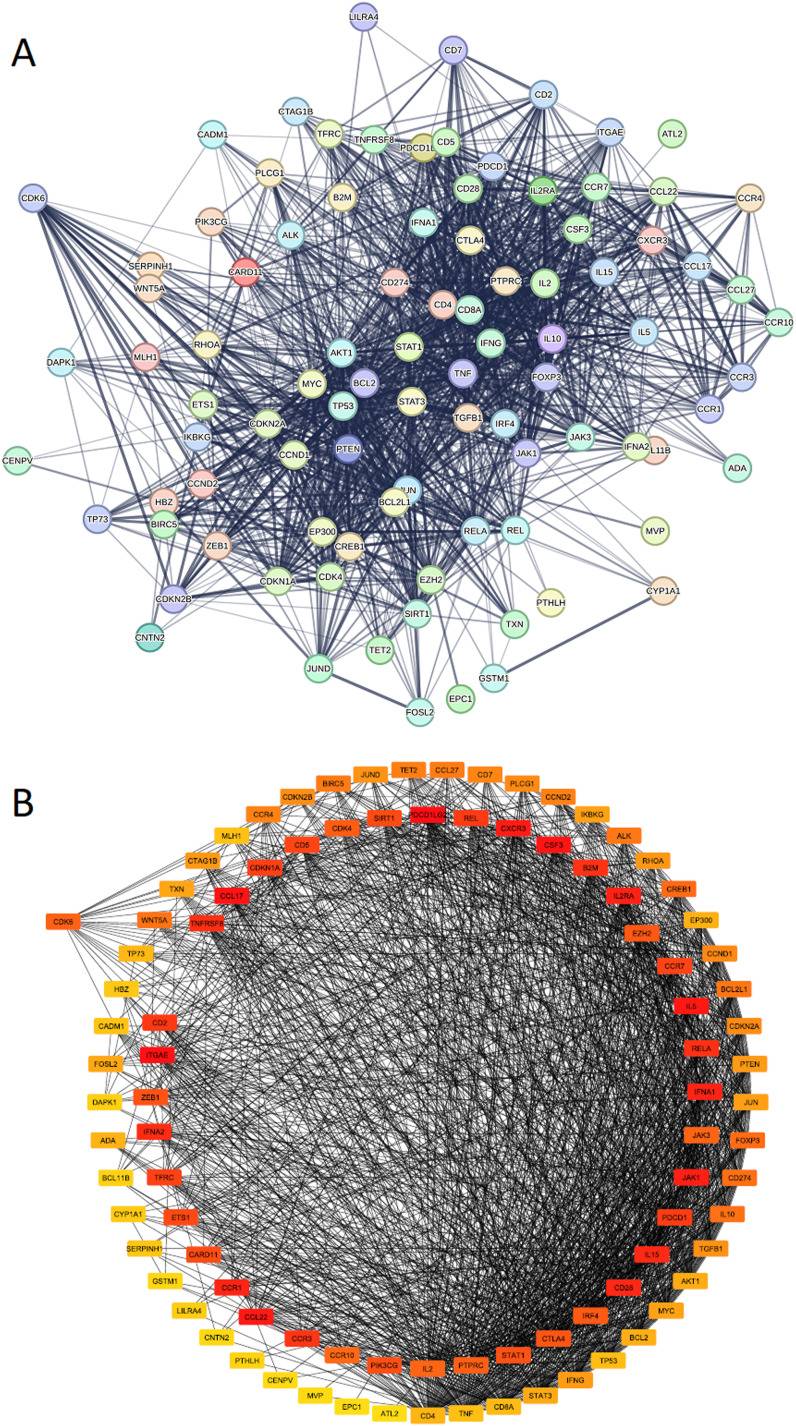 A
LILRA4
CD7
CD2
CTAG1B
CADM1
TFRC
TNFRSF8
PDCD1L
CD5
ITGAE
ATL2
PDCD1
PLCG1
B2M
CD28
IL2RA
CCR7
CCL22
CCR4
CDK6
PIK3CG
ALK
IFNA1
CSF3
CTLA4
CXCR3
SERPINH1
WNT5A
CARD11
CD274
PTPRC
IL2
IL15
CCL17
CCL27
CD4
CD8A
CCR10
RHOA
STAT1
IFNG
IL10
IL5
DAPK1
MLH1
AKT1
MYC
BCL2
TNF
FOXP3
CCR3
ETS1
TP53
STAT3
TGFB1
IRF4
CCR1
CDKN2A
IKBKG
PTEN
JAK1
JAK3
IFNA2
L11B
CENPV
CCND1
ADA
CCND2
JUN
BCL2L1
HBZ
TP73
BIRC5
EP300
RELA
REL
MVP
ZEB1
CREB1
CDKN1A
CDK4
EZH2
CDKN2B
PTHLH
CYP1A1
SIRT1
TXN
CNTN2
TET2
JUND
GSTM1
EPC1
FOSL2
B
TET2
CCL27
JUND
CD7
BIRC5
PLCG1
CDKN2B
CCND2
CCR4
IKBKG
SIRT1
PDCD1LG2
REL
CDK4
CXCR3
MLH1
ALK
CD5
CSF3
CTAG1B
RHOA
CDKN1A
B2M
TXN
CREB1
CCL17
IL2RA
CDK6
WNT5A
TNFRSF8
EP300
EZH2
TP73
CCND1
CCR7
HBZ
BCL2L1
IL5
CADM1
CD2
CDKN2A
RELA
ITGAE
FOSL2
PTEN
IFNA1
ZEB1
DAPK1
JUN
IFNA2
JAK3
ADA
FOXP3
TFRC
JAK1
BCL11B
CD274
CYP1A1
ETS1
PDCD1
IL10
SERPINH1
CARD11
IL15
TGFB1
GSTM1
CCR1
CD28
AKT1
LILRA4
CCL22
IRF4
MYC
CNTN2
CCR3
CTLA4
BCL2
CCR10
STAT1
PTHLH
PIK3CG
IL2
PTPRC
TP53
CENPV
IFNG
MVP
STAT3
EPC1
CD8A
ATL2
CD4
TNF